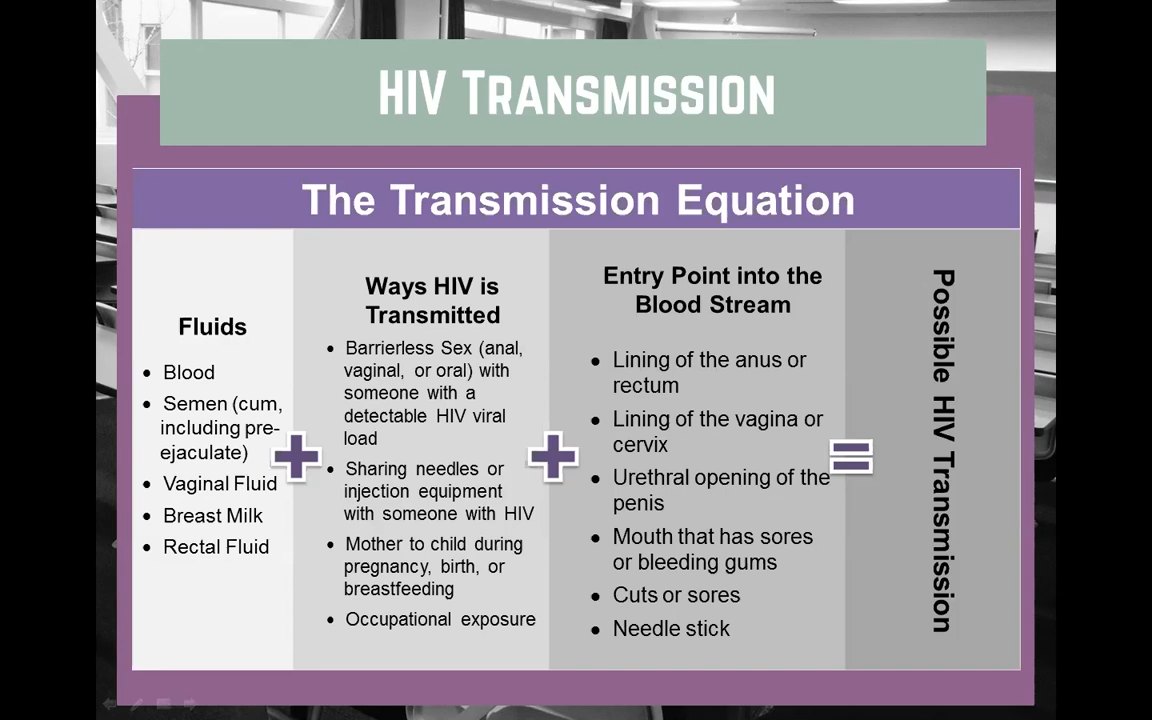 HIV Transmission
The Transmission Equation
Fluids
• Blood
• Semen (cum,
including pre-
ejaculate)
• Vaginal Fluid
• Breast Milk
• Rectal Fluid
Ways HIV is
Transmitted
• Barrierless Sex (anal,
vaginal, or oral) with
someone with a
detectable HIV viral
load
• Sharing needles or
injection equipment
with someone with HIV
• Mother to child during
pregnancy, birth, or
breastfeeding
• Occupational exposure
Entry Point into the
Blood Stream
• Lining of the anus or
rectum
• Lining of the vagina or
cervix
• Urethral opening of the
penis
• Mouth that has sores
or bleeding gums
• Cuts or sores
• Needle stick
Possible HIV Transmission